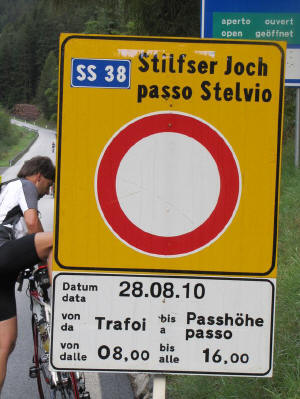 aperto ouvert
open geöffnet
SS 38
Stilfser Joch
passo Stelvio
Datum
data
28.08.10
von
da
Trafoi
bis
a
Passhöhe
passo
von
dalle
08,00
bis
alle
16,00